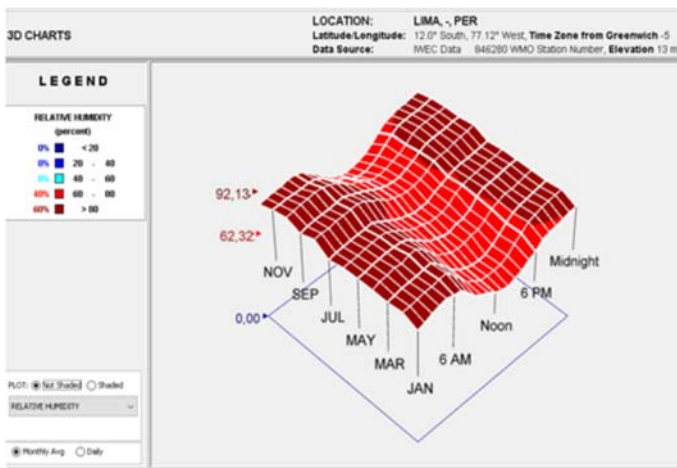 3D CHARTS
LOCATION: LIMA, -, PER
Latitude/Longitude: 12.0° South, 77.12° West, Time Zone from Greenwich -5
Data Source: IWEC Data 846280 WMO Station Number, Elevation 13 m
LEGEND
RELATIVE HUMIDITY
(percent)
0% < 20
0% 20 - 40
0% 40 - 60
40% 60 - 80
60% > 80
92,13
62,32
0,00
NOV
SEP
JUL
MAY
MAR
JAN
6 AM
Noon
6 PM
Midnight
PLOT: Not Shaded Shaded
RELATIVE HUMIDITY
Monthly Avg Daily